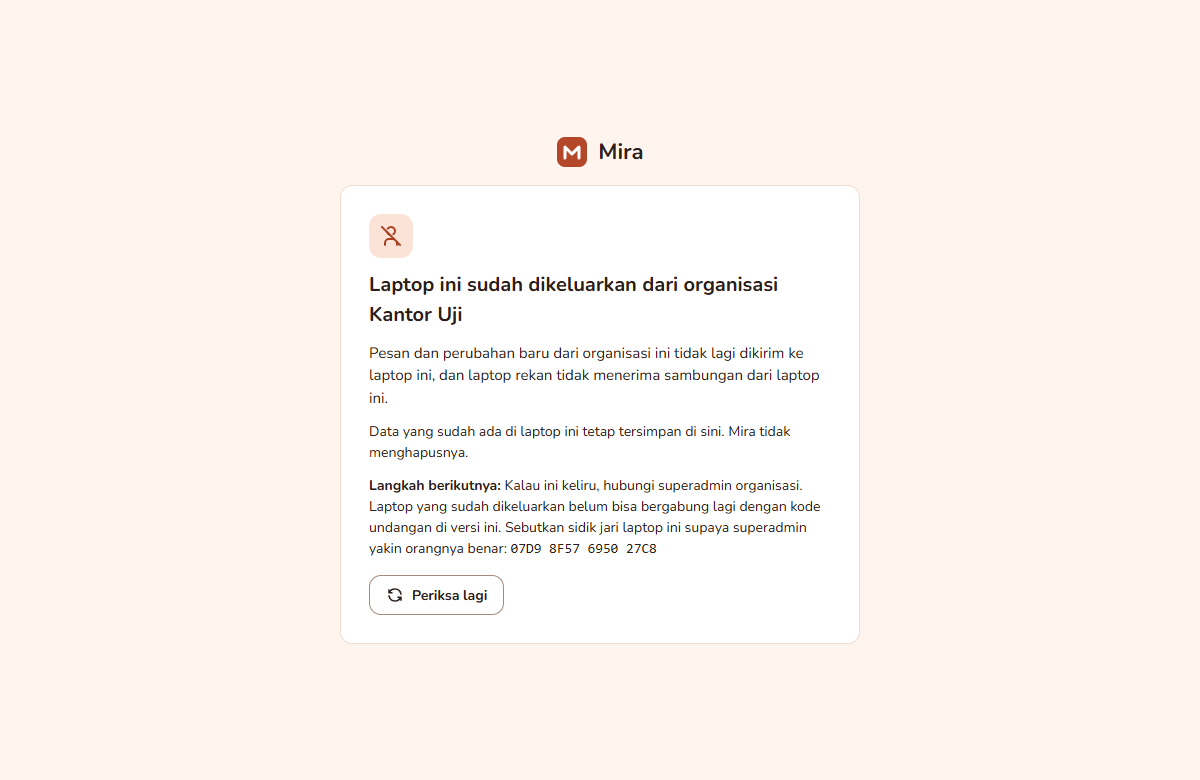 M Mira
Laptop ini sudah dikeluarkan dari organisasi
Kantor Uji
Pesan dan perubahan baru dari organisasi ini tidak lagi dikirim ke
laptop ini, dan laptop rekan tidak menerima sambungan dari laptop
ini.
Data yang sudah ada di laptop ini tetap tersimpan di sini. Mira tidak
menghapusnya.
Langkah berikutnya: Kalau ini keliru, hubungi superadmin organisasi.
Laptop yang sudah dikeluarkan belum bisa bergabung lagi dengan kode
undangan di versi ini. Sebutkan sidik jari laptop ini supaya superadmin
yakin orangnya benar: 07D9 8F57 6950 27C8
Periksa lagi